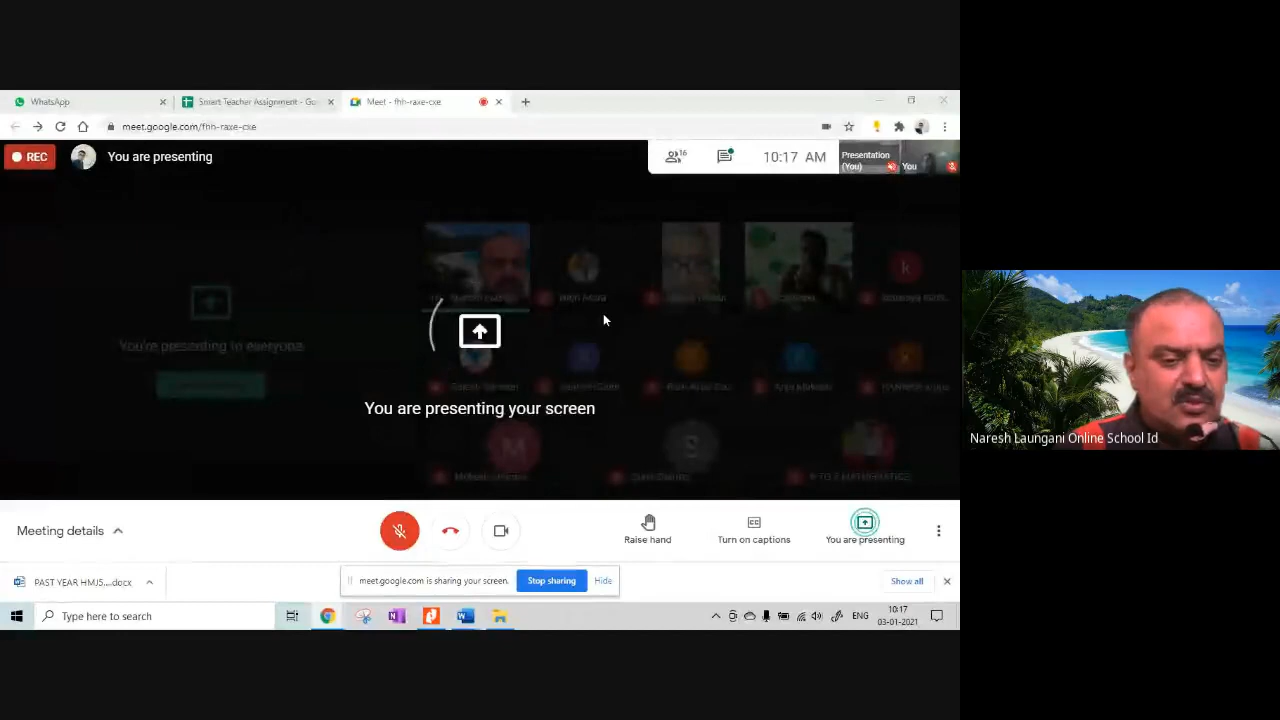 WhatsApp
Smart Teacher Assignment - Go
Meet - fhh-raxe-cxe
meet.google.com/fhh-raxe-cxe
REC
You are presenting
16
10:17 AM
Presentation (You)
You
You're presenting to everyone
You are presenting your screen
Naresh Laungani Online School Id
Meeting details
Raise hand
Turn on captions
You are presenting
PAST YEAR HMJ5....docx
meet.google.com is sharing your screen.
Stop sharing
Hide
Show all
Type here to search
ENG
10:17
03-01-2021